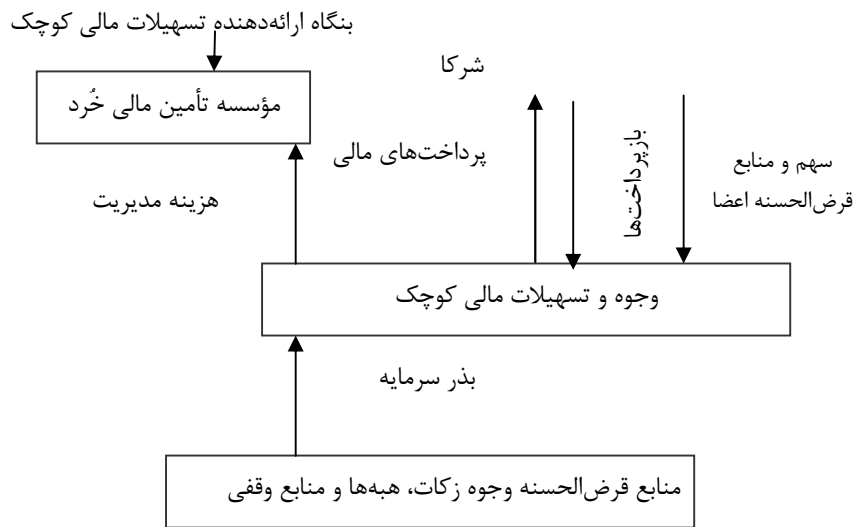 بنگاه ارائه‌دهنده تسهیلات مالی کوچک
شرکا
مؤسسه تأمین مالی خُرد
پرداخت‌های مالی
بازپرداخت‌ها
سهم و منابع
قرض‌الحسنه اعضا
هزینه مدیریت
وجوه و تسهیلات مالی کوچک
بذر سرمایه
منابع قرض‌الحسنه وجوه زکات، هبه‌ها و منابع وقفی